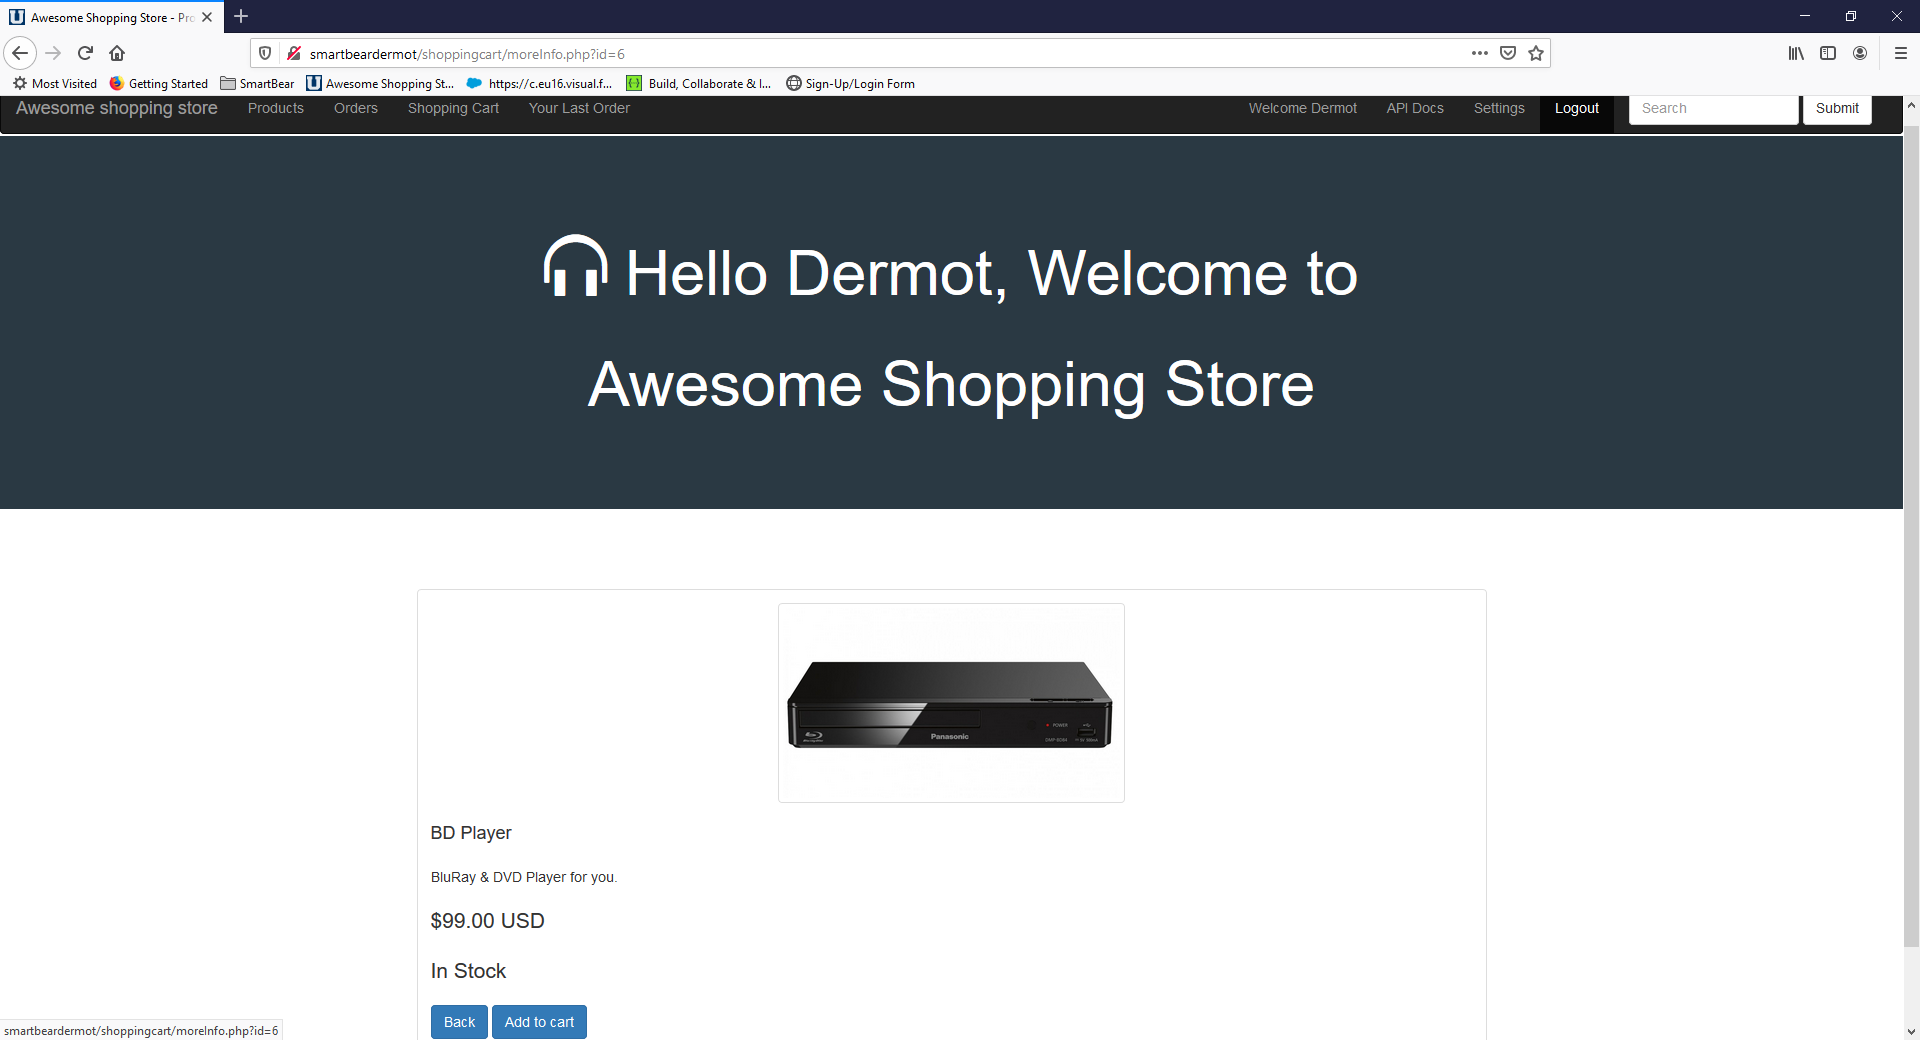 Awesome Shopping Store - Pro
smartbeardermot/shoppingcart/moreInfo.php?id=6
Most Visited
Getting Started
SmartBear
Awesome Shopping St...
https://c.eu16.visual.f...
Build, Collaborate & I...
Sign-Up/Login Form
Awesome shopping store
Products
Orders
Shopping Cart
Your Last Order
Welcome Dermot
API Docs
Settings
Logout
Search
Submit
Hello Dermot, Welcome to
Awesome Shopping Store
Panasonic
POWER
BD Player
BluRay & DVD Player for you.
$99.00 USD
In Stock
Back
Add to cart
smartbeardermot/shoppingcart/moreInfo.php?id=6